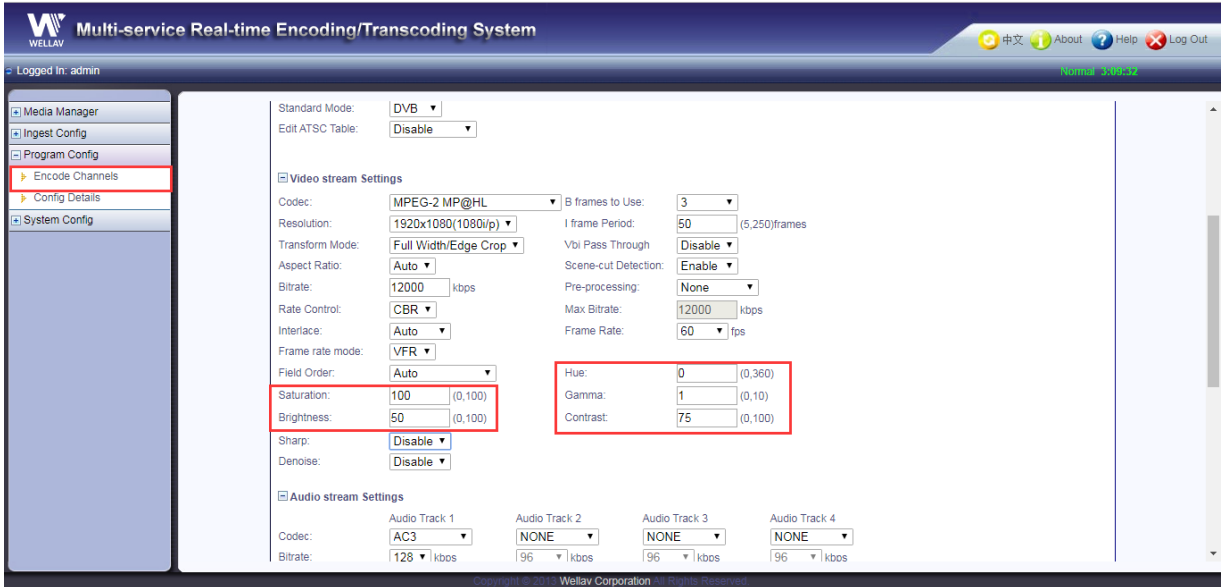 WELLAV
Multi-service Real-time Encoding/Transcoding System
中文 About Help Log Out
Logged In: admin
Normal 3:09:32
Media Manager
Ingest Config
Program Config
Encode Channels
Config Details
System Config
Standard Mode: DVB
Edit ATSC Table: Disable
Video stream Settings
Codec: MPEG-2 MP@HL B frames to Use: 3
Resolution: 1920x1080(1080i/p) I frame Period: 50 (5,250)frames
Transform Mode: Full Width/Edge Crop Vbi Pass Through Disable
Aspect Ratio: Auto Scene-cut Detection: Enable
Bitrate: 12000 kbps Pre-processing: None
Rate Control: CBR Max Bitrate: 12000 kbps
Interlace: Auto Frame Rate: 60 fps
Frame rate mode: VFR
Field Order: Auto Hue: 0 (0,360)
Saturation: 100 (0,100) Gamma: 1 (0,10)
Brightness: 50 (0,100) Contrast: 75 (0,100)
Sharp: Disable
Denoise: Disable
Audio stream Settings
Audio Track 1 Audio Track 2 Audio Track 3 Audio Track 4
Codec: AC3 NONE NONE NONE
Bitrate: 128 kbps 96 kbps 96 kbps 96 kbps
Copyright © 2013 Wellav Corporation All Rights Reserved.